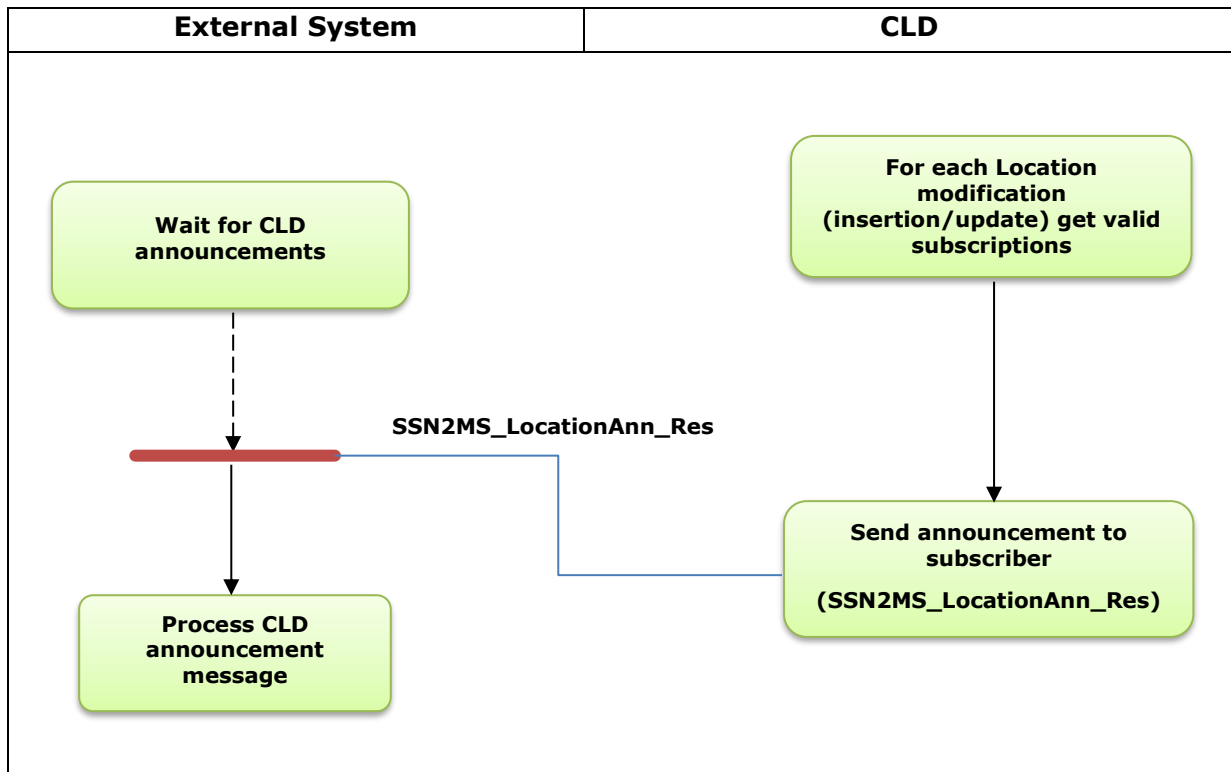 External System
CLD
For each Location
modification
(insertion/update) get valid
subscriptions
Wait for CLD
announcements
SSN2MS_LocationAnn_Res
Send announcement to
subscriber
(SSN2MS_LocationAnn_Res)
Process CLD
announcement
message